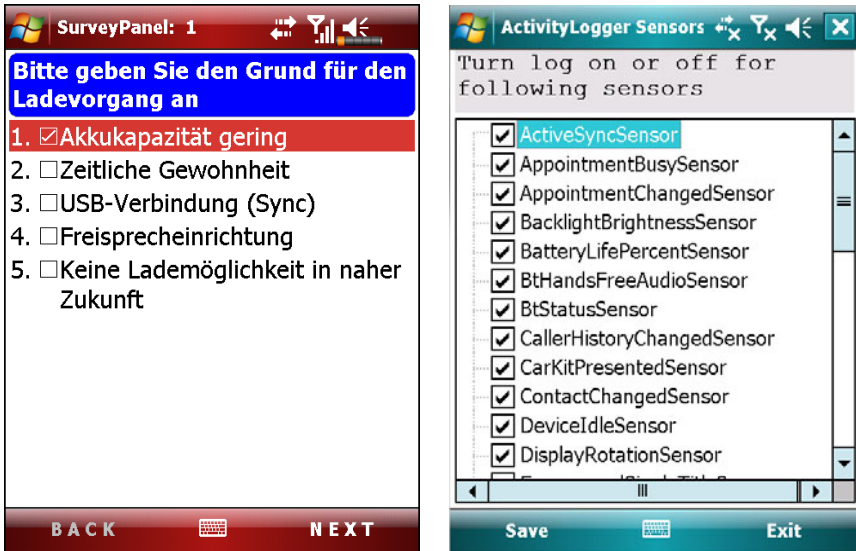 SurveyPanel: 1
Bitte geben Sie den Grund für den
Ladevorgang an
1. Akkukapazität gering
2. Zeitliche Gewohnheit
3. USB-Verbindung (Sync)
4. Freisprecheinrichtung
5. Keine Lademöglichkeit in naher
Zukunft
BACK
NEXT
ActivityLogger Sensors
Turn log on or off for
following sensors
ActiveSyncSensor
AppointmentBusySensor
AppointmentChangedSensor
BacklightBrightnessSensor
BatteryLifePercentSensor
BtHandsFreeAudioSensor
BtStatusSensor
CallerHistoryChangedSensor
CarKitPresentedSensor
ContactChangedSensor
DeviceIdleSensor
DisplayRotationSensor
Save
Exit